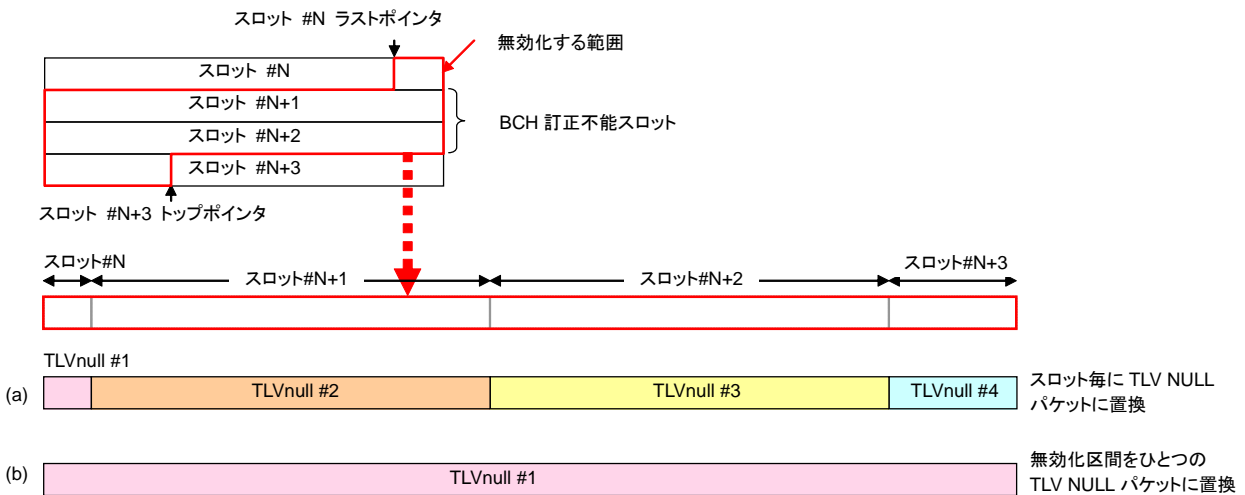 スロット #N ラストポインタ
無効化する範囲
スロット #N
スロット #N+1
スロット #N+2
スロット #N+3
BCH 訂正不能スロット
スロット #N+3 トップポインタ
スロット#N
スロット#N+1
スロット#N+2
スロット#N+3
TLVnull #1
(a)
TLVnull #2
TLVnull #3
TLVnull #4
スロット毎に TLV NULL
パケットに置換
(b)
TLVnull #1
無効化区間をひとつの
TLV NULL パケットに置換